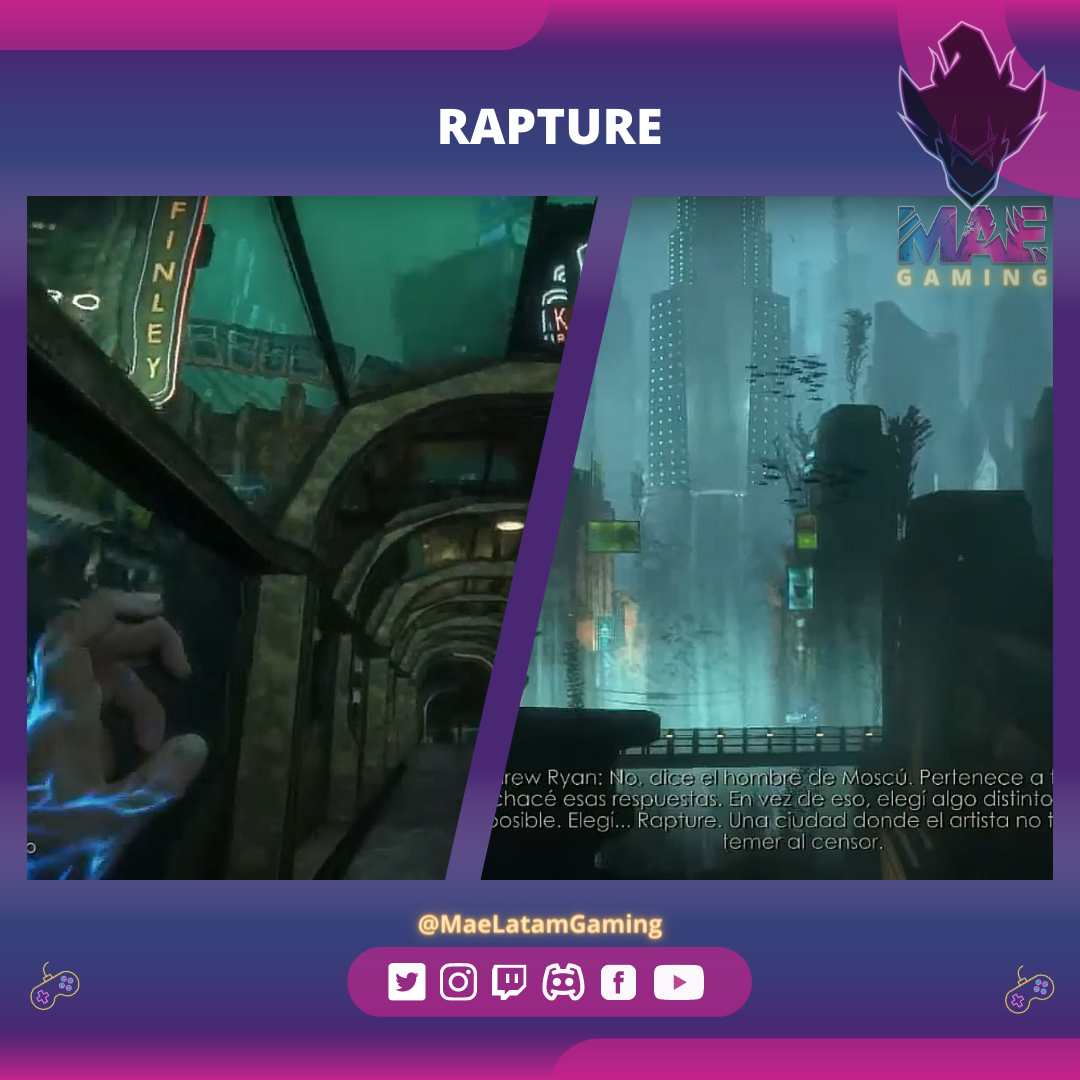 RAPTURE
MAE
GAMING
FINLEY
K
rew Ryan: No, dice el hombre de Moscú. Pertenece a
chacé esas respuestas. En vez de eso, elegí algo distinto
osible. Elegí... Rapture. Una ciudad donde el artista no
temer al censor.
@MaeLatamGaming